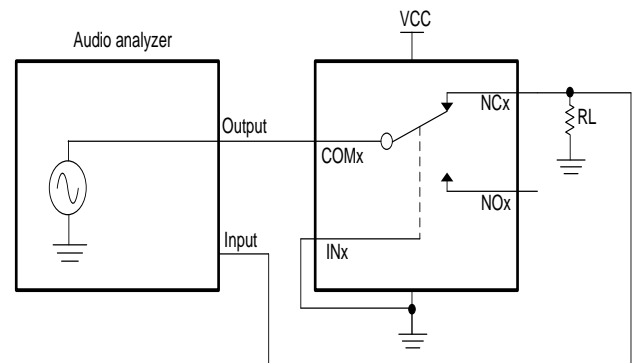 VCC
Audio analyzer
NCx
RL
Output
COMx
NOx
Input
INx